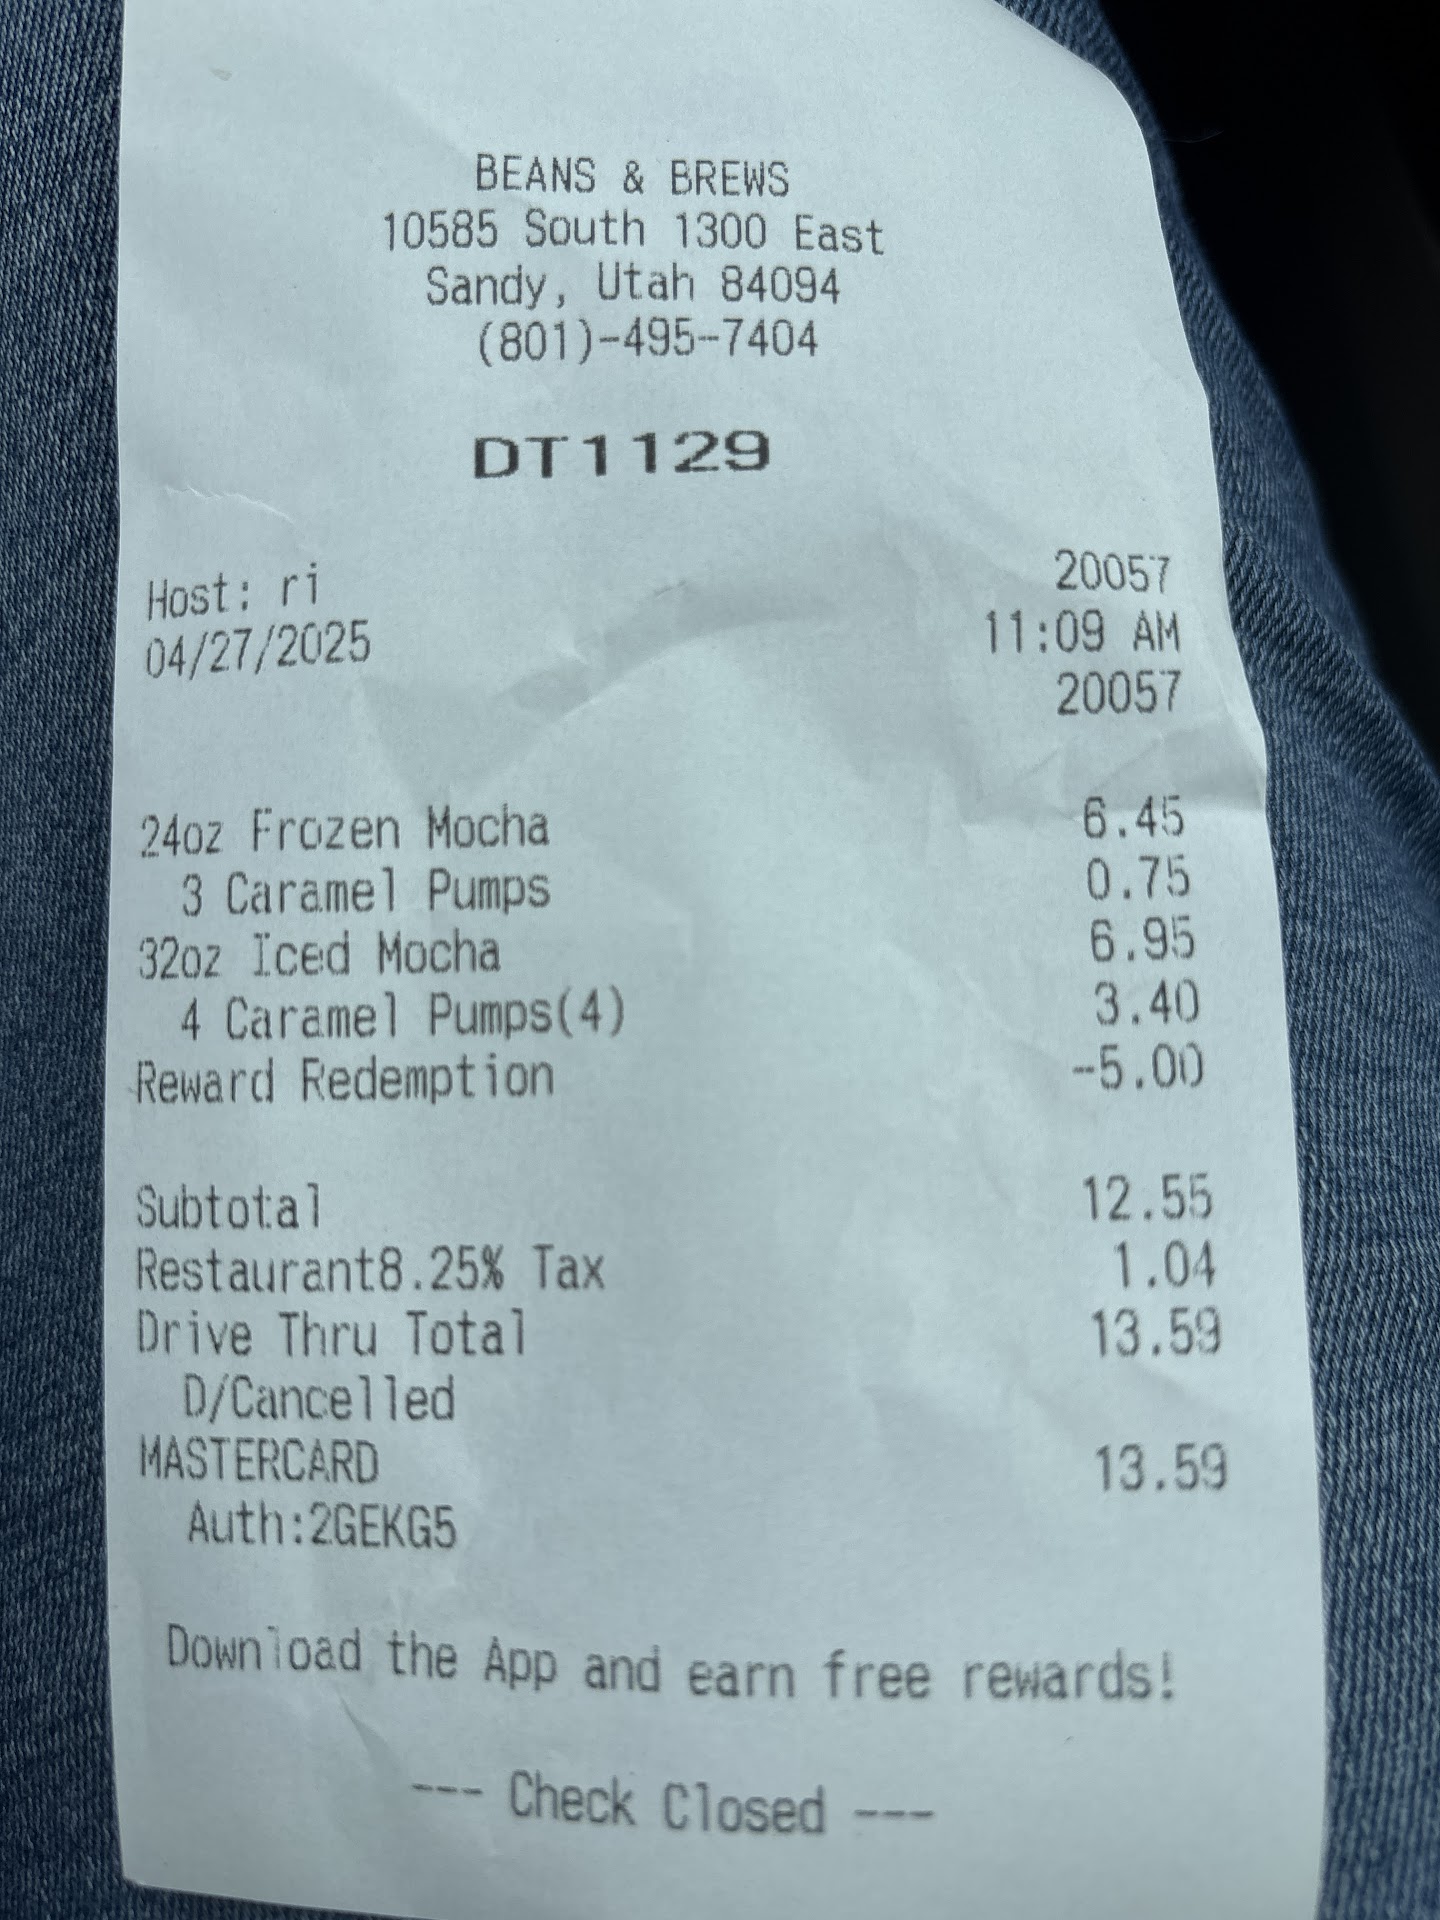 BEANS & BREWS
10585 South 1300 East
Sandy, Utah 84094
(801)-495-7404
DT1129
Host: ri 20057
04/27/2025 11:09 AM
20057
24oz Frozen Mocha 6.45
3 Caramel Pumps 0.75
32oz Iced Mocha 6.95
4 Caramel Pumps(4) 3.40
Reward Redemption -5.00
Subtotal 12.55
Restaurant8.25% Tax 1.04
Drive Thru Total 13.59
D/Cancelled
MASTERCARD 13.59
Auth:2GEKG5
Download the App and earn free rewards!
--- Check Closed ---